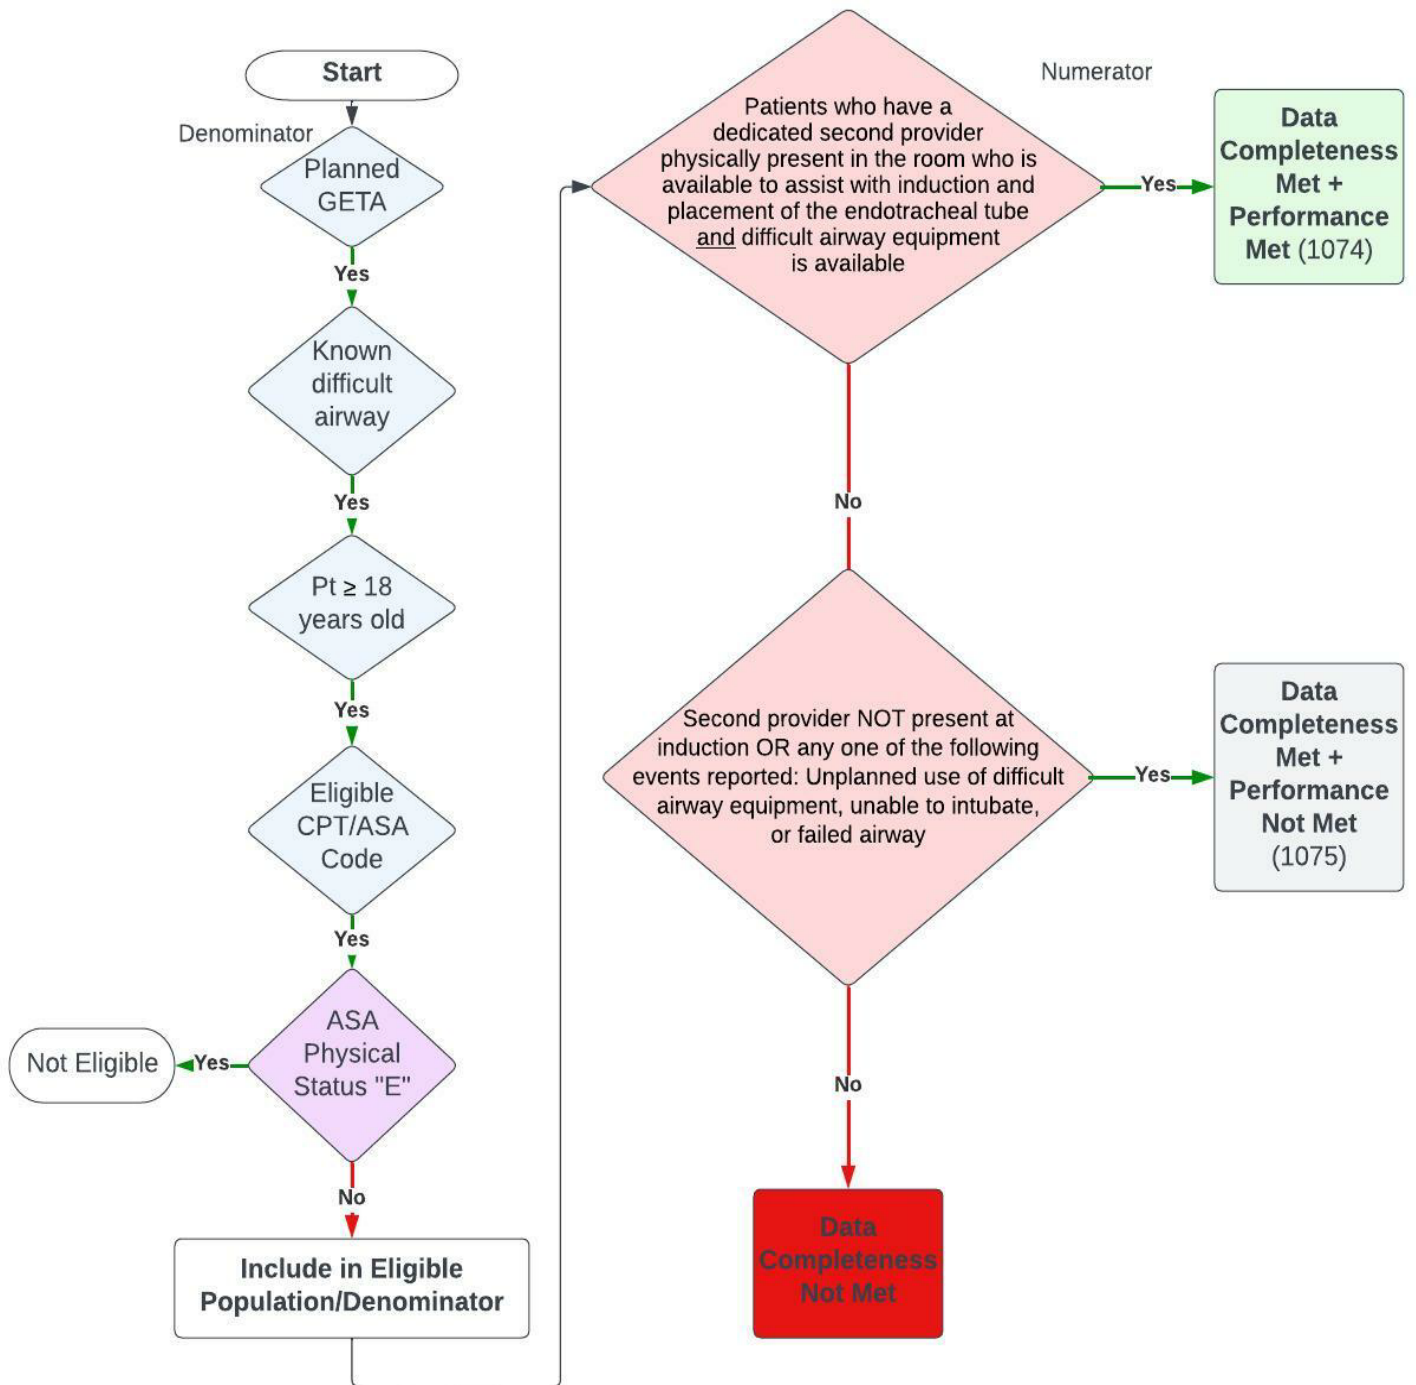 Start
Denominator
Planned
GETA
Yes
Known
difficult
airway
Yes
Pt ≥ 18
years old
Yes
Eligible
CPT/ASA
Code
Yes
ASA
Physical
Status "E"
Yes
Not Eligible
No
Include in Eligible
Population/Denominator
Numerator
Patients who have a
dedicated second provider
physically present in the room who is
available to assist with induction and
placement of the endotracheal tube
and difficult airway equipment
is available
Yes
Data
Completeness
Met +
Performance
Met (1074)
No
Second provider NOT present at
induction OR any one of the following
events reported: Unplanned use of difficult
airway equipment, unable to intubate,
or failed airway
Yes
Data
Completeness
Met +
Performance
Not Met
(1075)
No
Data
Completeness
Not Met